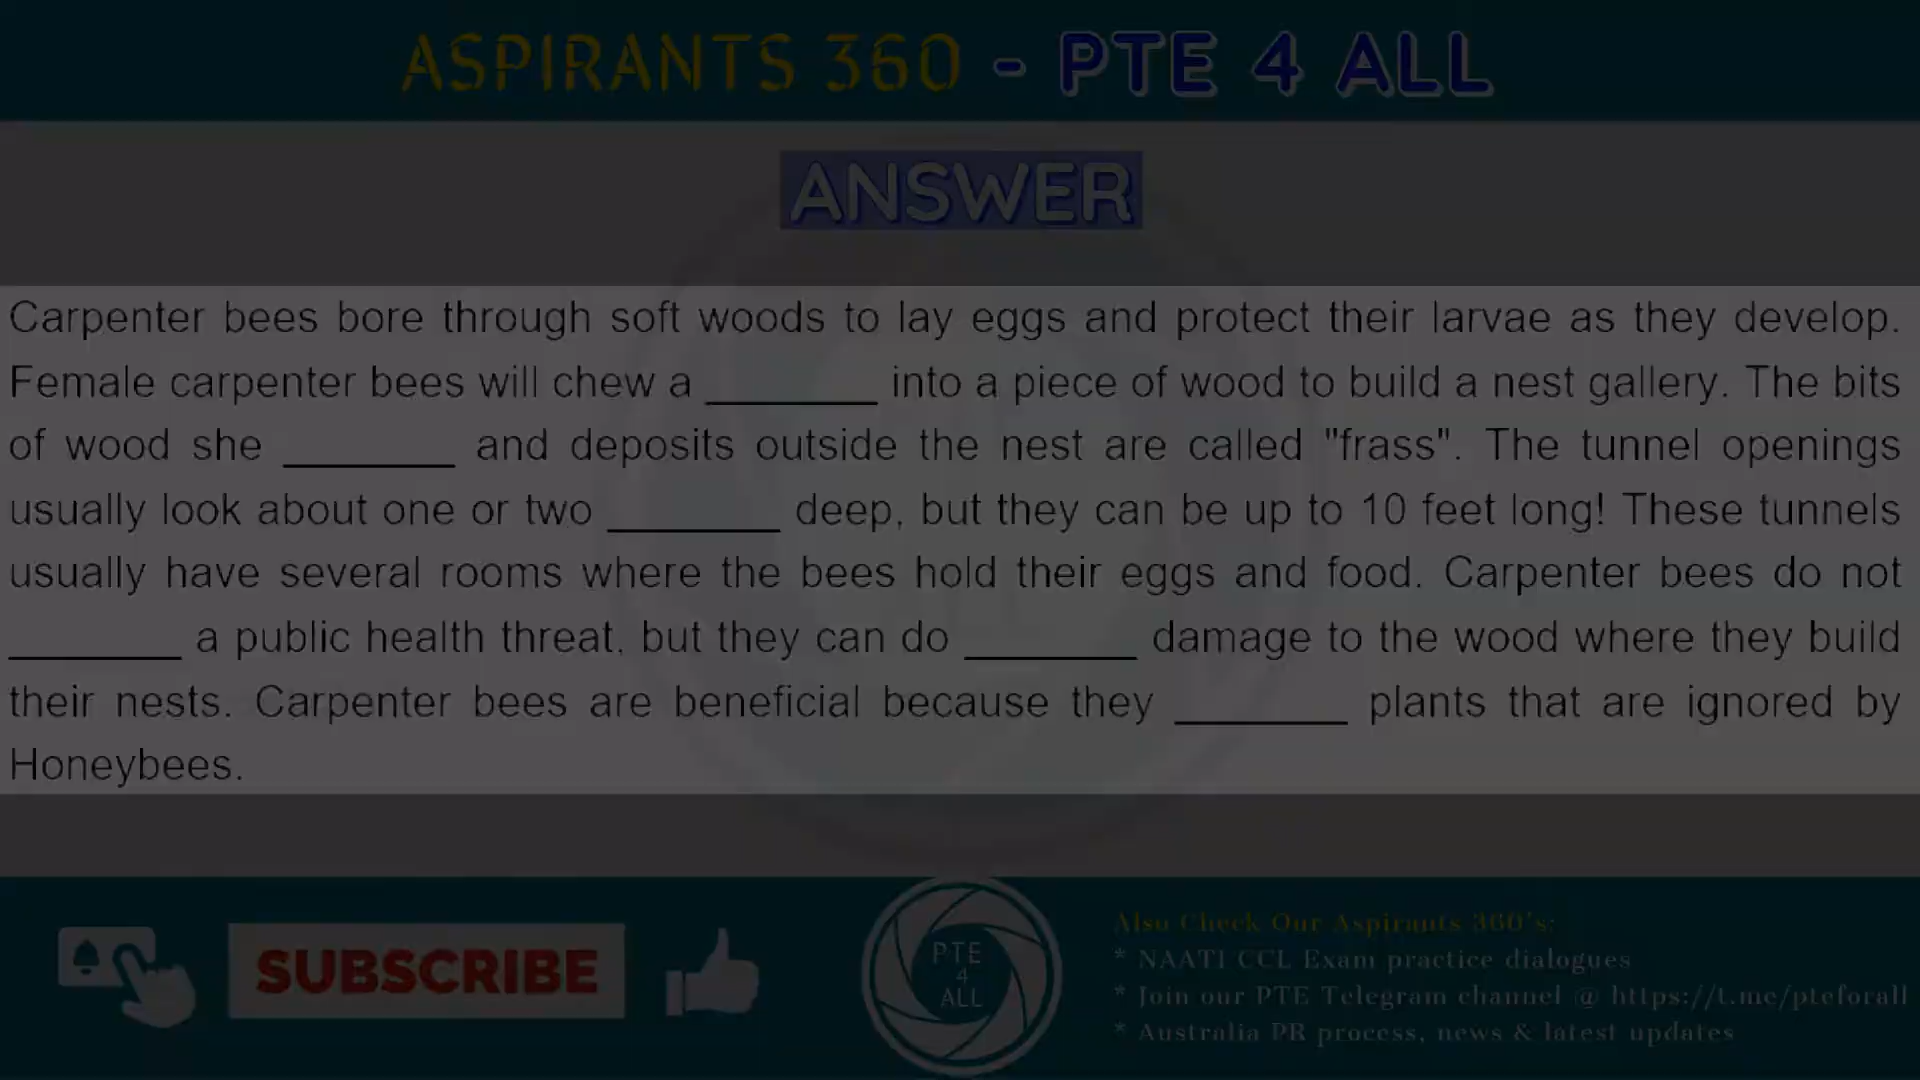 ASPIRANTS 360 - PTE 4 ALL
ANSWER
Carpenter bees bore through soft woods to lay eggs and protect their larvae as they develop.
Female carpenter bees will chew a ________ into a piece of wood to build a nest gallery. The bits
of wood she ________ and deposits outside the nest are called "frass". The tunnel openings
usually look about one or two ________ deep, but they can be up to 10 feet long! These tunnels
usually have several rooms where the bees hold their eggs and food. Carpenter bees do not
________ a public health threat, but they can do ________ damage to the wood where they build
their nests. Carpenter bees are beneficial because they ________ plants that are ignored by
Honeybees.
SUBSCRIBE
PTE
4
ALL
Also Check Our Aspirants 360's:
* NAATI CCL Exam practice dialogues
* Join our PTE Telegram channel @ https://t.me/pteforall
* Australia PR process, news & latest updates